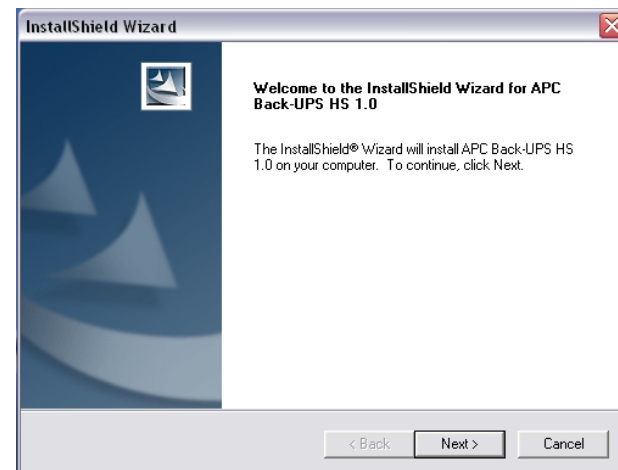 InstallShield Wizard
Welcome to the InstallShield Wizard for APC
Back-UPS HS 1.0
The InstallShield® Wizard will install APC Back-UPS HS
1.0 on your computer. To continue, click Next.
< Back
Next >
Cancel